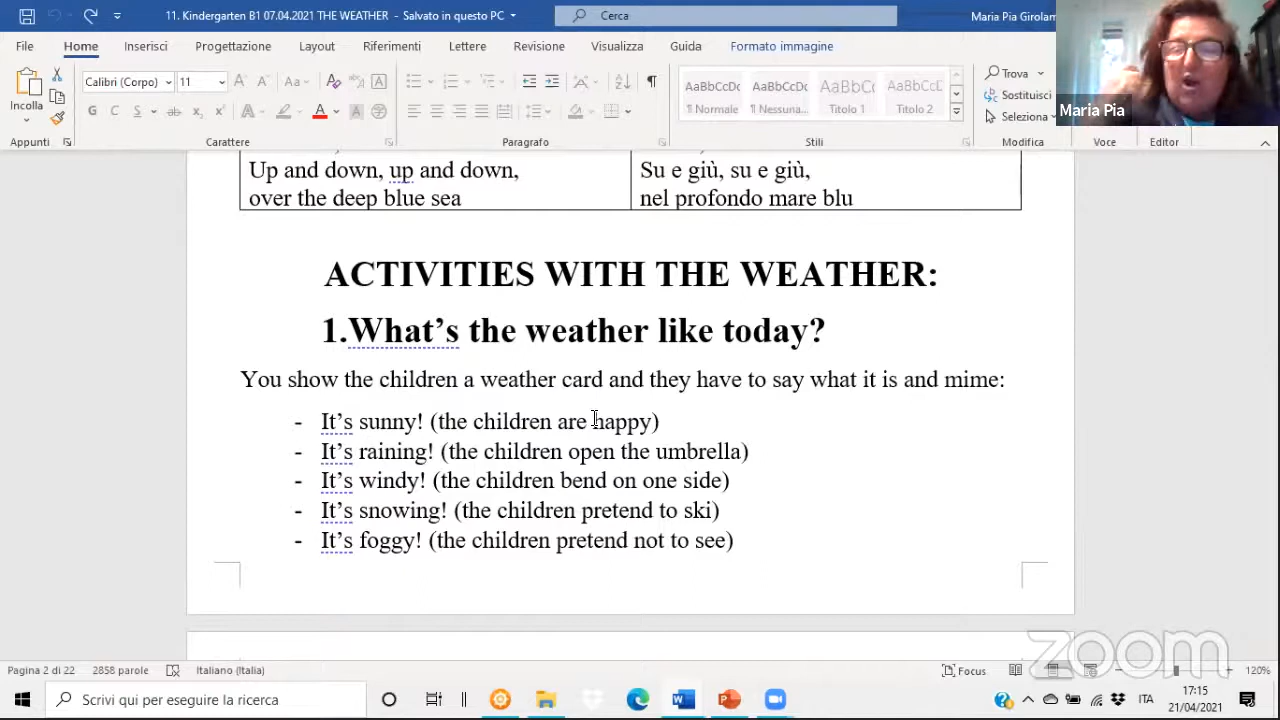 11. Kindergarten B1 07.04.2021 THE WEATHER - Salvato in questo PC
Cerca
Maria Pia Girolam
File Home Inserisci Progettazione Layout Riferimenti Lettere Revisione Visualizza Guida Formato immagine
Incolla
Calibri (Corpo) 11
Aa
G C S ab
AaBbCcDc AaBbCcDc AaBbC( AaBbCcD
¶ Normale ¶ Nessuna... Titolo 1 Titolo 2
Trova
Sostituisci
Seleziona
Maria Pia
Appunti Carattere Paragrafo Stili Modifica Voce Editor
Up and down, up and down,
over the deep blue sea
Su e giù, su e giù,
nel profondo mare blu
ACTIVITIES WITH THE WEATHER:
1.What’s the weather like today?
You show the children a weather card and they have to say what it is and mime:
- It’s sunny! (the children are happy)
- It’s raining! (the children open the umbrella)
- It’s windy! (the children bend on one side)
- It’s snowing! (the children pretend to ski)
- It’s foggy! (the children pretend not to see)
zoom
Pagina 2 di 22 2858 parole Italiano (Italia) Focus 120%
Scrivi qui per eseguire la ricerca
ITA
17:15
21/04/2021